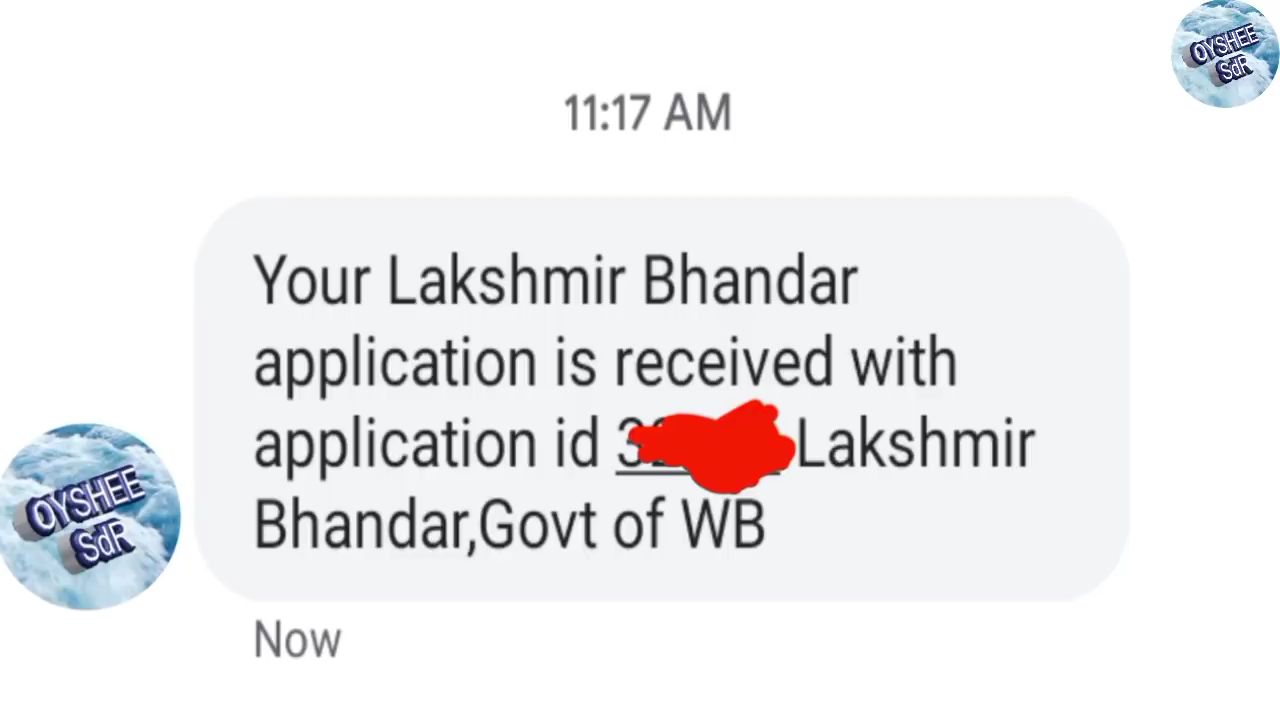 OYSHEE
SdR
11:17 AM
Your Lakshmir Bhandar
application is received with
application id Lakshmir
Bhandar,Govt of WB
OYSHEE
SdR
Now